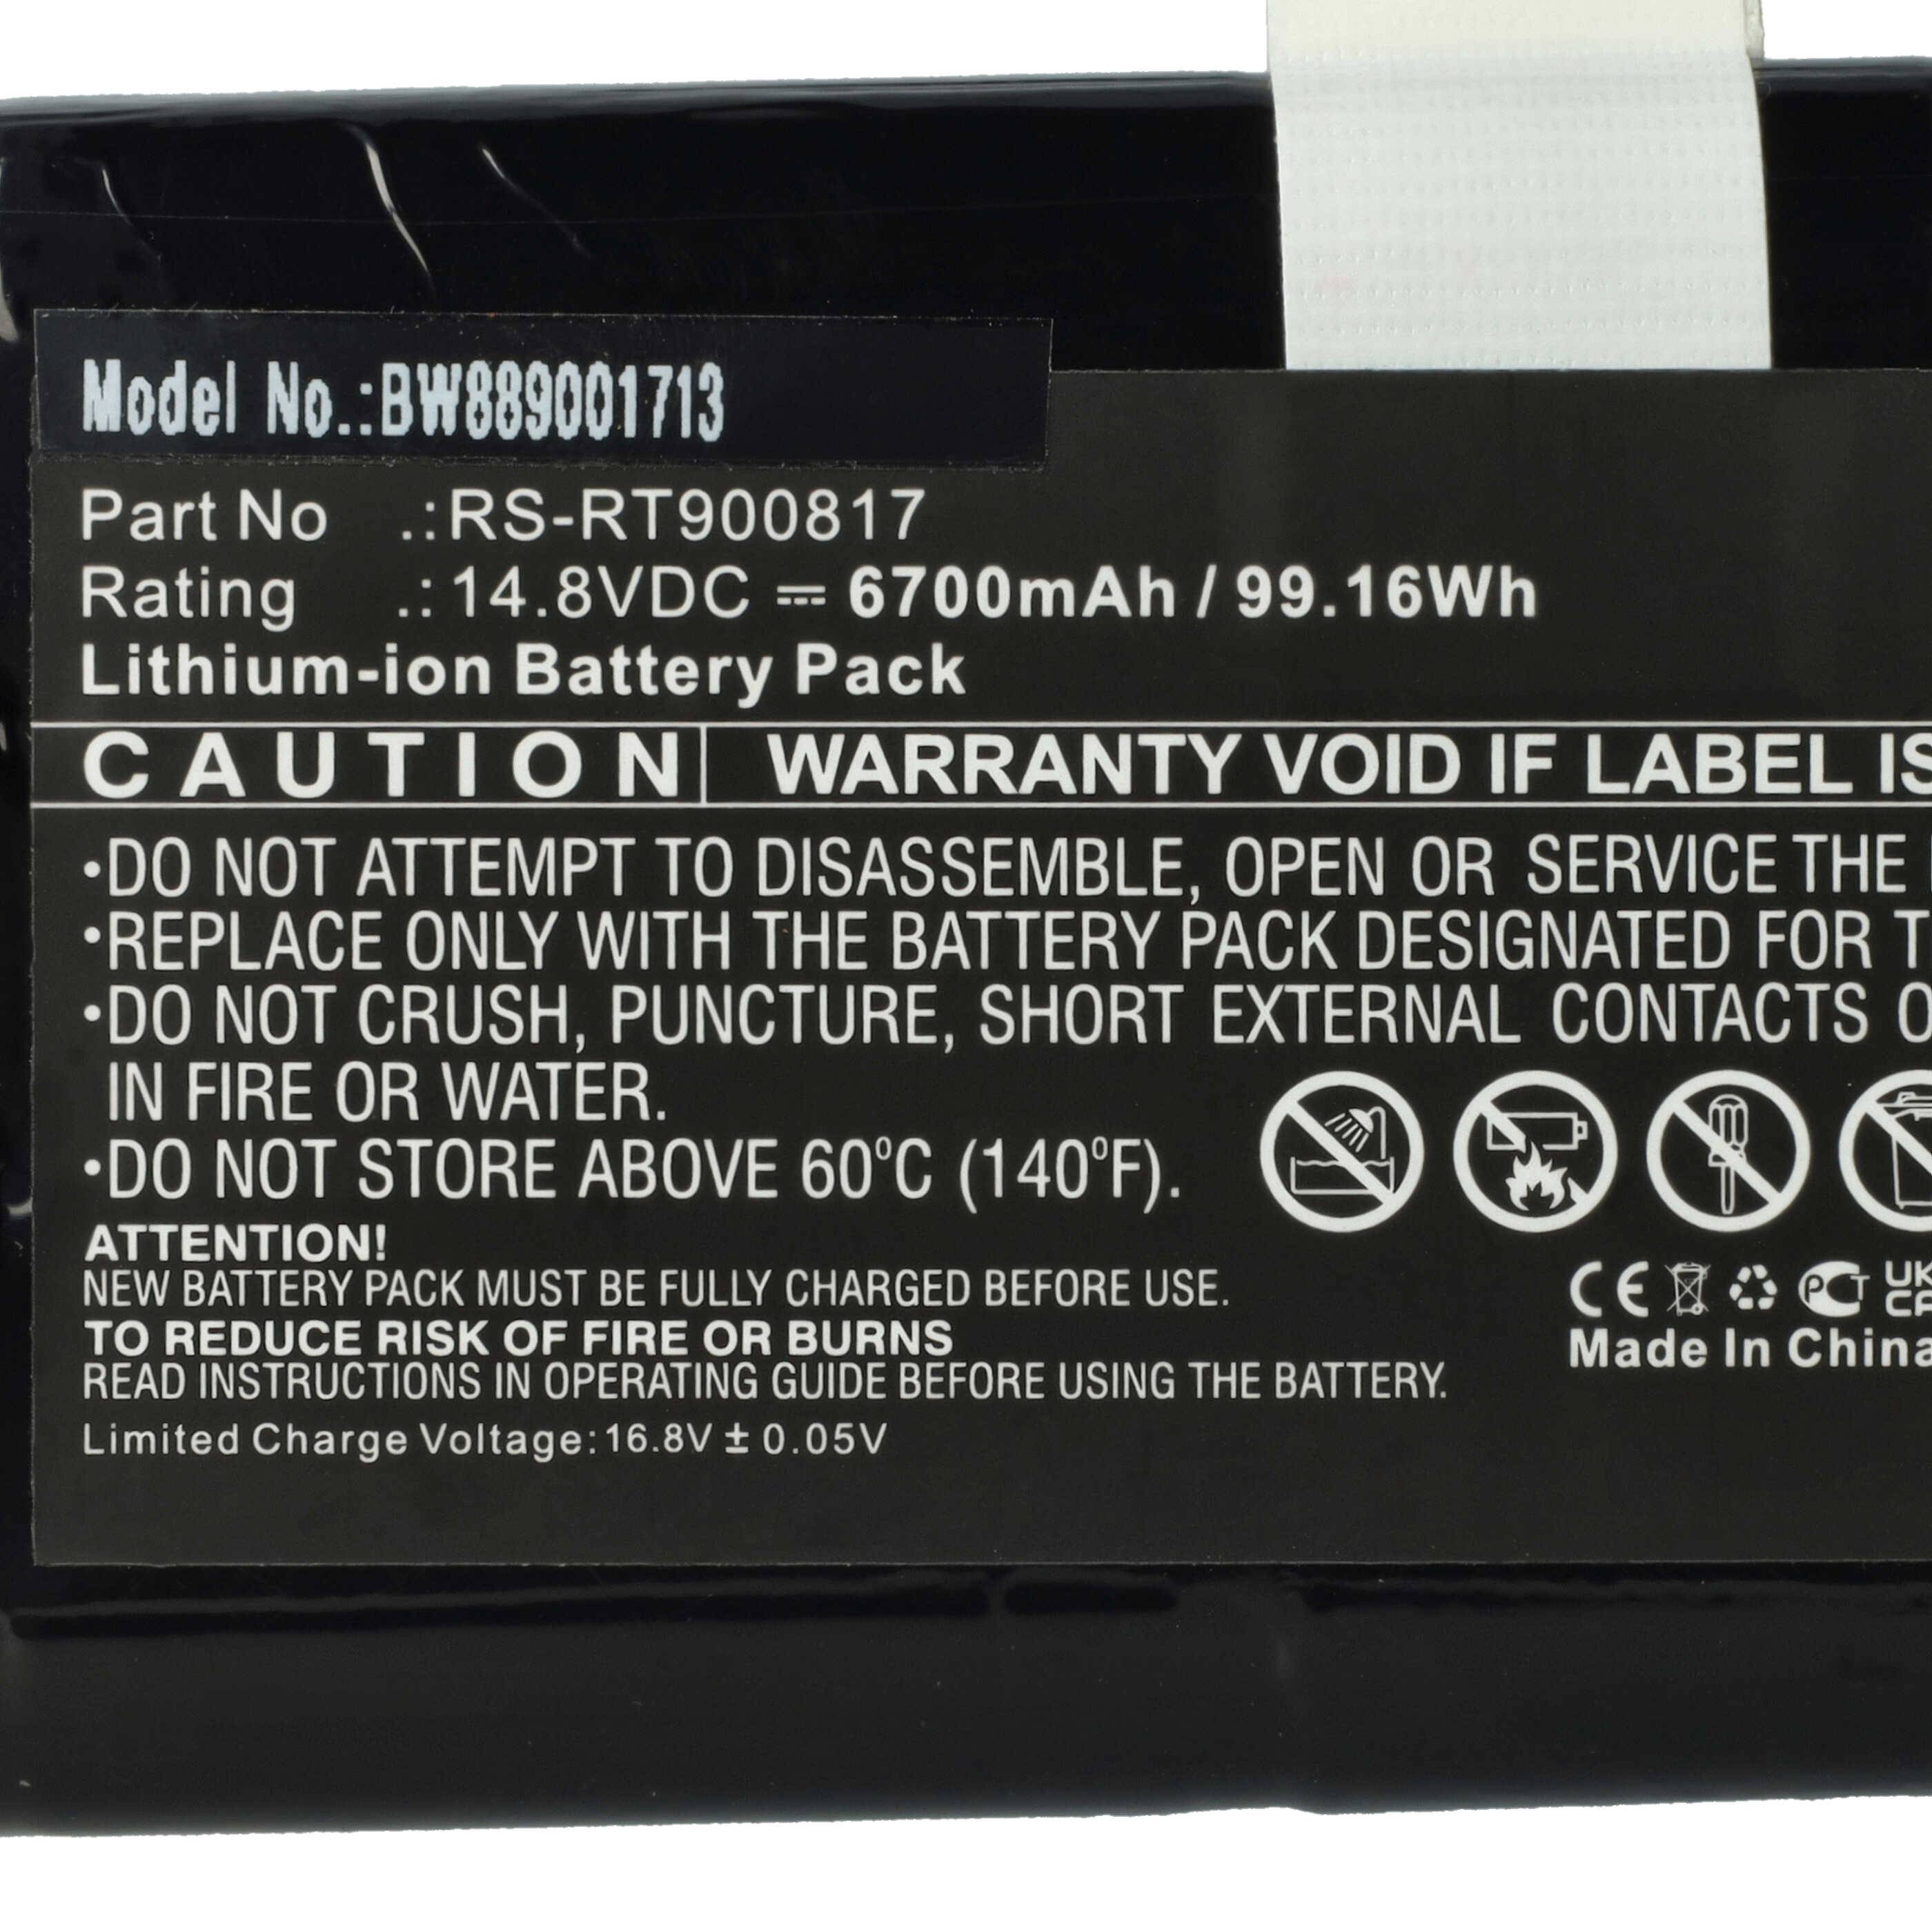 Model No.:BW889001713
Part No .:RS-RT900817
Rating .:14.8VDC ⎓ 6700mAh / 99.16Wh
Lithium-ion Battery Pack
CAUTION WARRANTY VOID IF LABEL IS
•DO NOT ATTEMPT TO DISASSEMBLE, OPEN OR SERVICE THE
•REPLACE ONLY WITH THE BATTERY PACK DESIGNATED FOR
•DO NOT CRUSH, PUNCTURE, SHORT EXTERNAL CONTACTS
IN FIRE OR WATER.
•DO NOT STORE ABOVE 60°C (140°F).
ATTENTION!
NEW BATTERY PACK MUST BE FULLY CHARGED BEFORE USE.
TO REDUCE RISK OF FIRE OR BURNS
READ INSTRUCTIONS IN OPERATING GUIDE BEFORE USING THE BATTERY.
Limited Charge Voltage:16.8V ± 0.05V
CE PCT UK
CA
Made In China